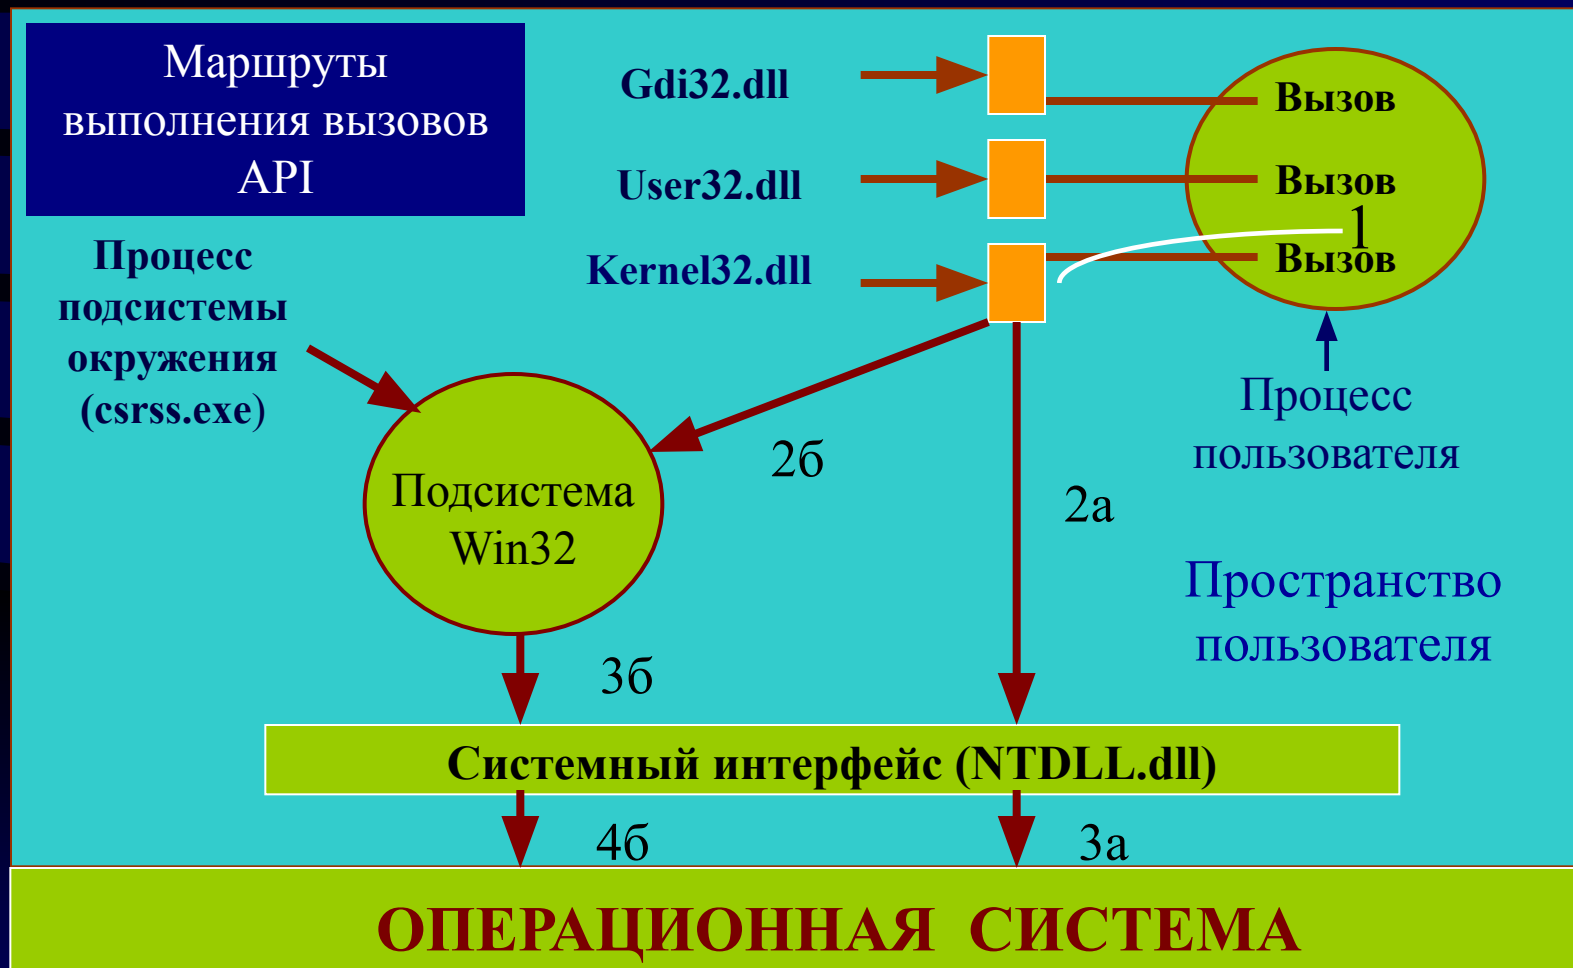 Маршруты
выполнения вызовов
API
Gdi32.dll
User32.dll
Kernel32.dll
Вызов
Вызов
1
Вызов
Процесс
подсистемы
окружения
(csrss.exe)
Процесс
пользователя
2б
2а
Подсистема
Win32
Пространство
пользователя
3б
Системный интерфейс (NTDLL.dll)
4б
3а
ОПЕРАЦИОННАЯ СИСТЕМА